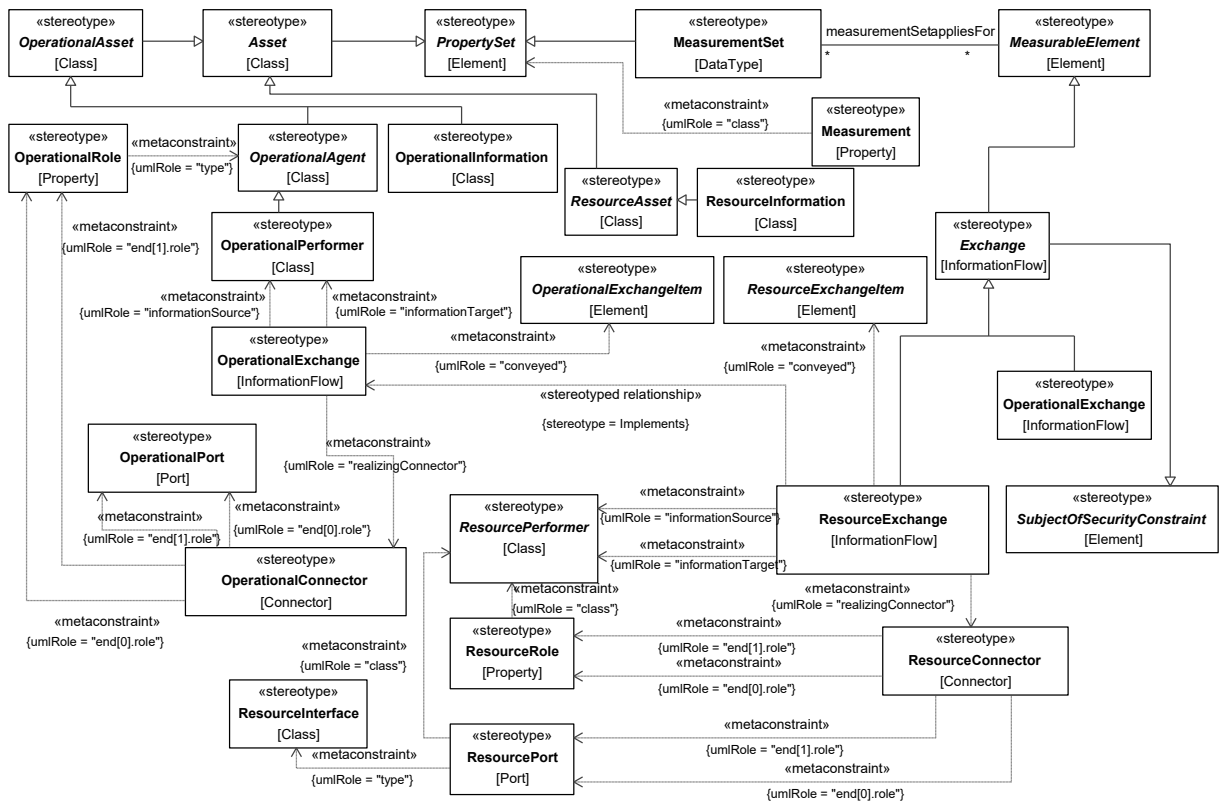 «stereotype»
OperationalAsset
[Class]
«stereotype»
Asset
[Class]
«stereotype»
PropertySet
[Element]
«stereotype»
MeasurementSet
[DataType]
measurementSetappliesFor
*
*
«stereotype»
MeasurableElement
[Element]
«metaconstraint»
{umlRole = "class"}
«stereotype»
Measurement
[Property]
«stereotype»
OperationalRole
[Property]
«metaconstraint»
{umlRole = "type"}
«stereotype»
OperationalAgent
[Class]
«stereotype»
OperationalInformation
[Class]
«stereotype»
ResourceAsset
[Class]
«stereotype»
ResourceInformation
[Class]
«metaconstraint»
{umlRole = "end[1].role"}
«stereotype»
OperationalPerformer
[Class]
«stereotype»
Exchange
[InformationFlow]
«metaconstraint»
{umlRole = "informationSource"}
«metaconstraint»
{umlRole = "informationTarget"}
«stereotype»
OperationalExchangeItem
[Element]
«stereotype»
ResourceExchangeItem
[Element]
«stereotype»
OperationalExchange
[InformationFlow]
«metaconstraint»
{umlRole = "conveyed"}
«metaconstraint»
{umlRole = "conveyed"}
«stereotyped relationship»
{stereotype = Implements}
«stereotype»
OperationalExchange
[InformationFlow]
«stereotype»
OperationalPort
[Port]
«metaconstraint»
{umlRole = "realizingConnector"}
«metaconstraint»
{umlRole = "end[1].role"}
«metaconstraint»
{umlRole = "end[0].role"}
«stereotype»
ResourcePerformer
[Class]
«metaconstraint»
{umlRole = "informationSource"}
«metaconstraint»
{umlRole = "informationTarget"}
«stereotype»
ResourceExchange
[InformationFlow]
«stereotype»
SubjectOfSecurityConstraint
[Element]
«stereotype»
OperationalConnector
[Connector]
«metaconstraint»
{umlRole = "class"}
«metaconstraint»
{umlRole = "realizingConnector"}
«metaconstraint»
{umlRole = "end[0].role"}
«metaconstraint»
{umlRole = "class"}
«stereotype»
ResourceRole
[Property]
«metaconstraint»
{umlRole = "end[1].role"}
«metaconstraint»
{umlRole = "end[0].role"}
«stereotype»
ResourceConnector
[Connector]
«stereotype»
ResourceInterface
[Class]
«metaconstraint»
{umlRole = "type"}
«stereotype»
ResourcePort
[Port]
«metaconstraint»
{umlRole = "end[1].role"}
«metaconstraint»
{umlRole = "end[0].role"}